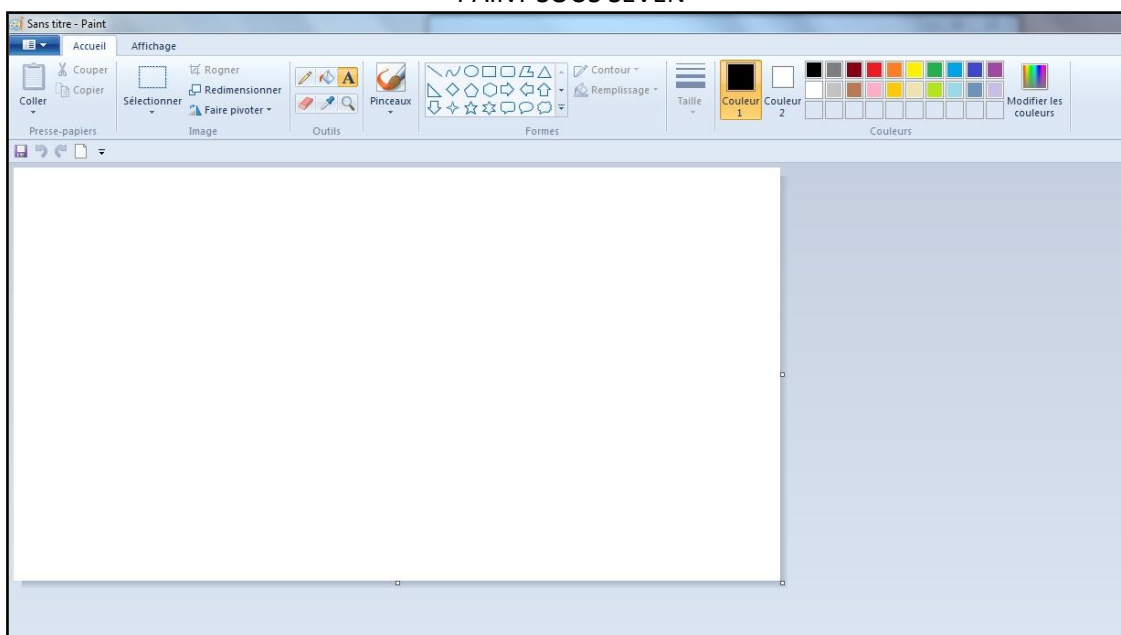 PAINT SOUS SEVEN
Sans titre - Paint
Accueil Affichage
Coller
Couper
Copier
Presse-papiers
Sélectionner
Rogner
Redimensionner
Faire pivoter
Image
A
Outils
Pinceaux
Contour
Remplissage
Formes
Taille
Couleur 1
Couleur 2
Modifier les couleurs
Couleurs